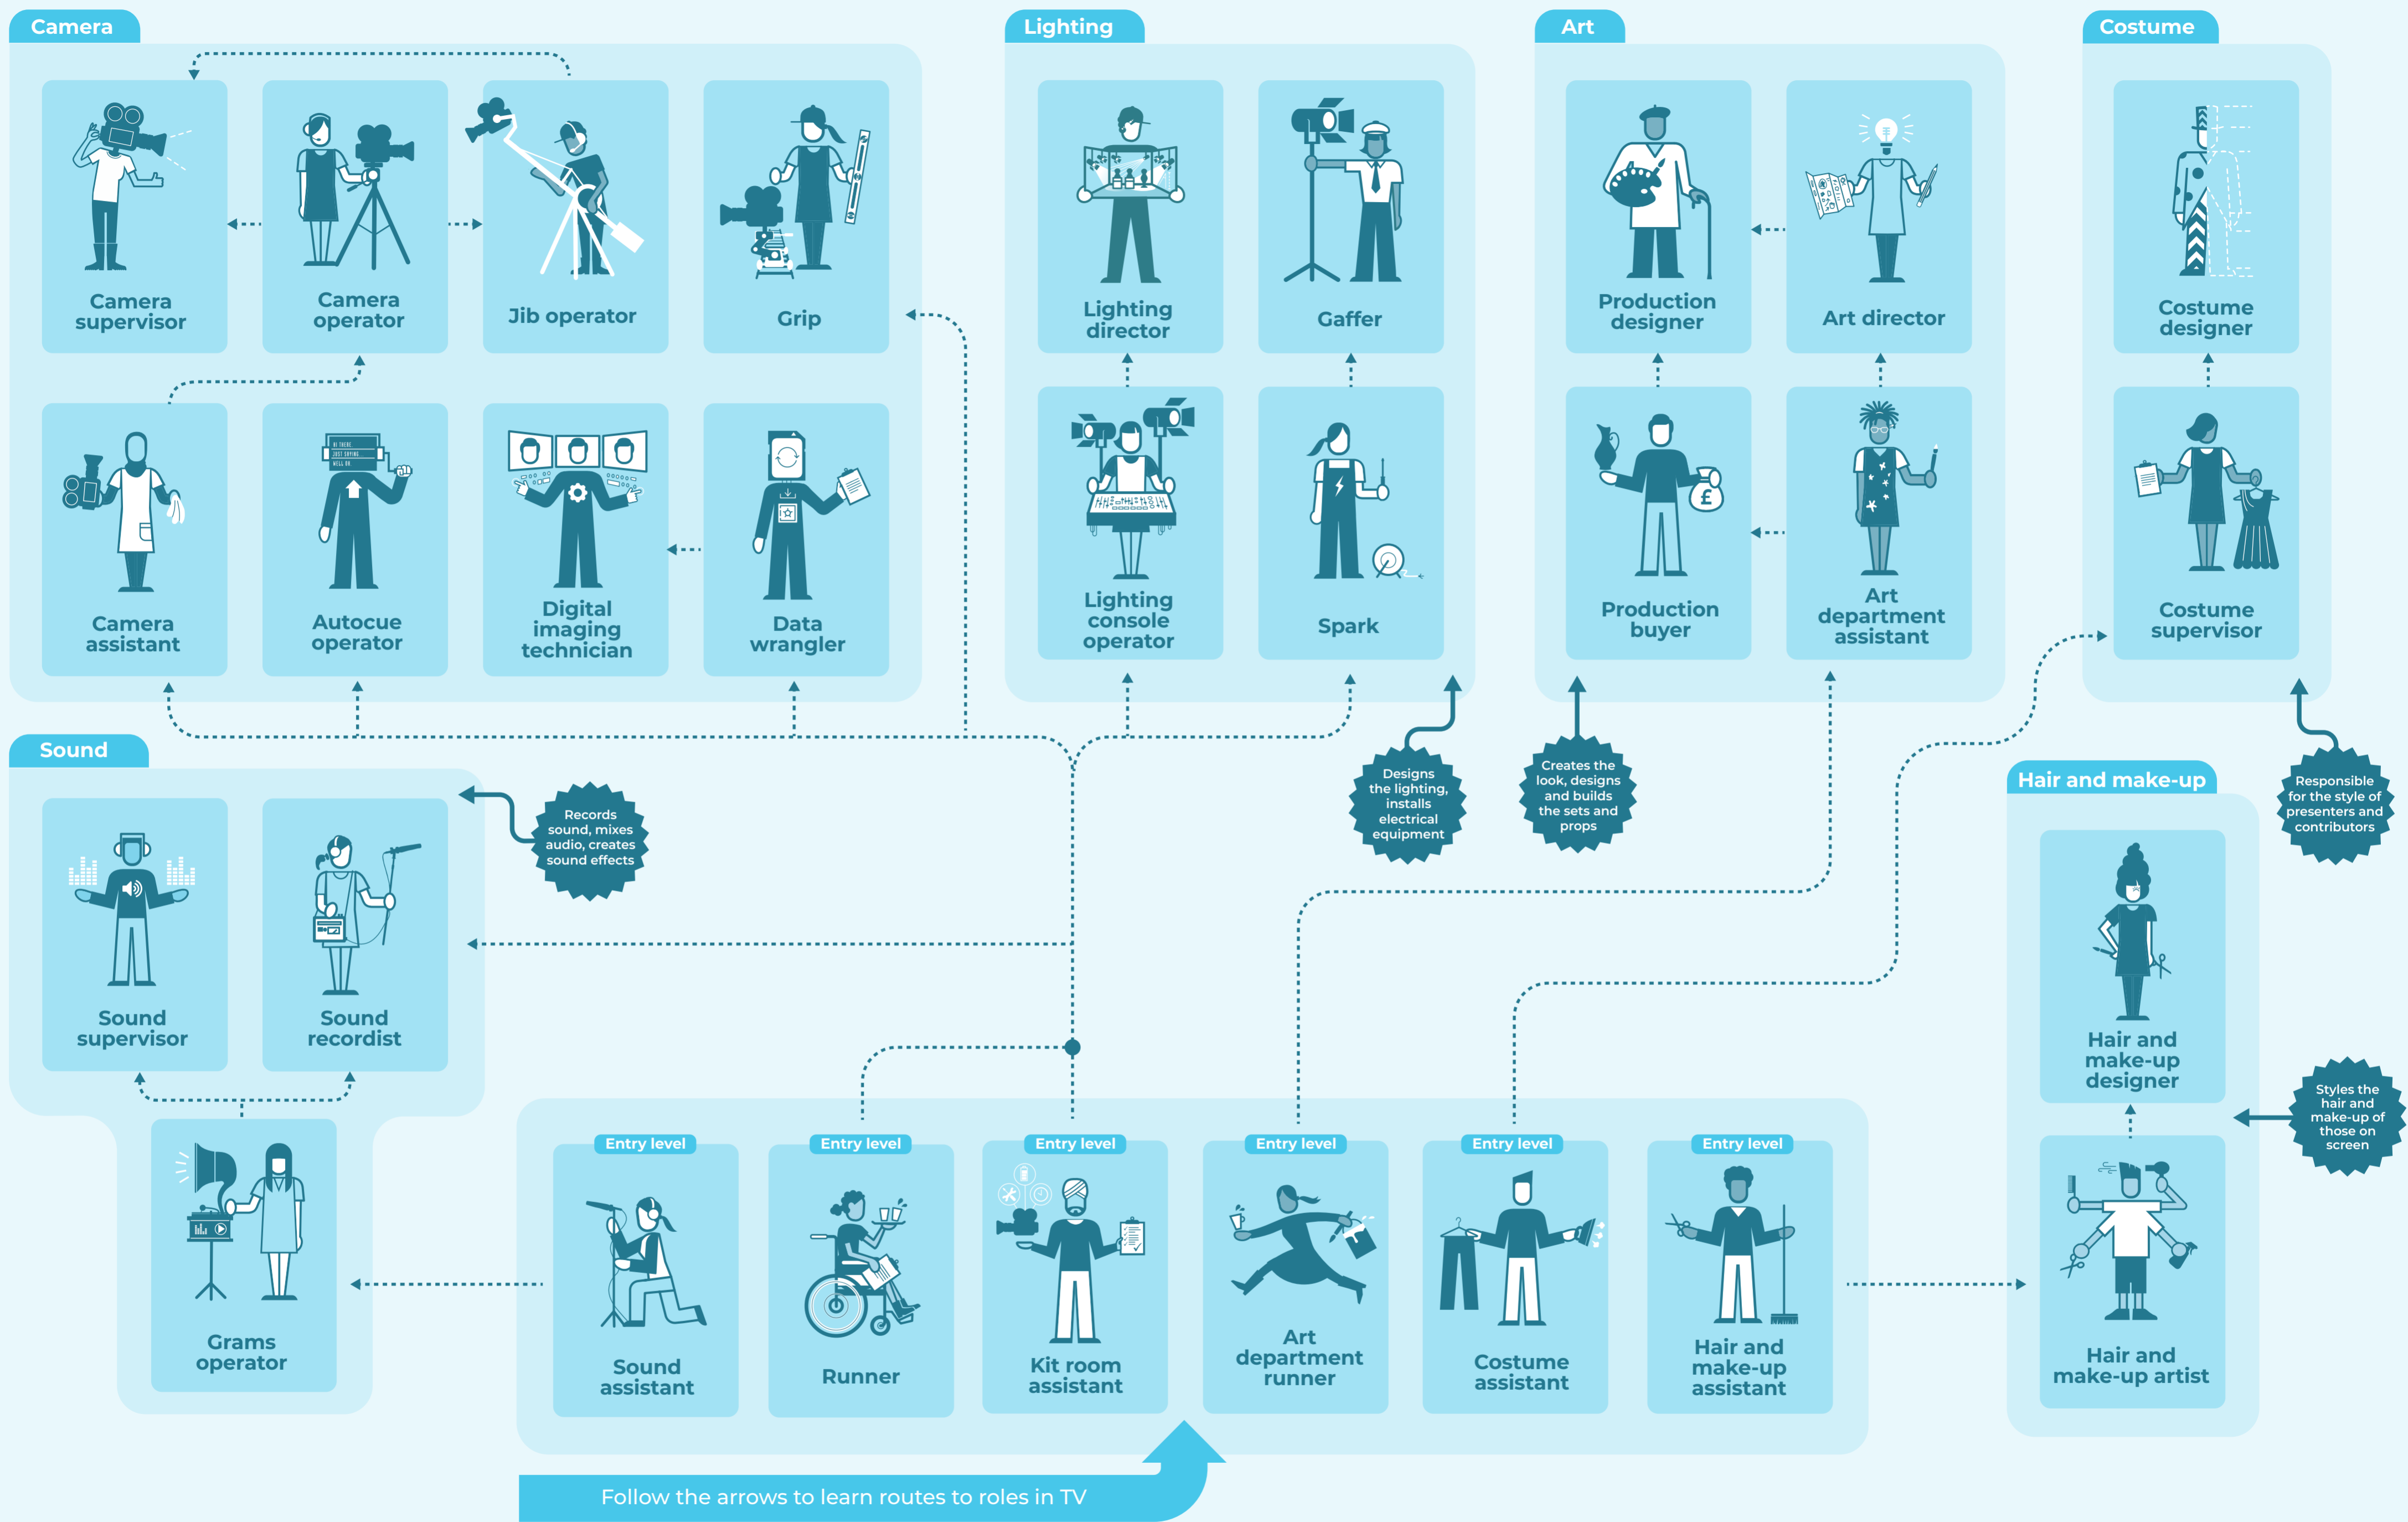 Camera
Camera
supervisor
Camera
operator
Jib operator
Grip
Camera
assistant
HI THERE.
JUST SAYING...
WELL OK.
Autocue
operator
Digital
imaging
technician
Data
wrangler
Lighting
Lighting
director
Gaffer
Lighting
console
operator
Spark
Designs
the lighting,
installs
electrical
equipment
Art
Production
designer
Art director
£
Production
buyer
Art
department
assistant
Creates the
look, designs
and builds
the sets and
props
Costume
Costume
designer
Costume
supervisor
Responsible
for the style of
presenters and
contributors
Sound
Sound
supervisor
Sound
recordist
Records
sound, mixes
audio, creates
sound effects
Grams
operator
Hair and make-up
Hair and
make-up
designer
Hair and
make-up artist
Styles the
hair and
make-up of
those on
screen
Entry level
Sound
assistant
Entry level
Runner
Entry level
Kit room
assistant
Entry level
Art
department
runner
Entry level
Costume
assistant
Entry level
Hair and
make-up
assistant
Follow the arrows to learn routes to roles in TV